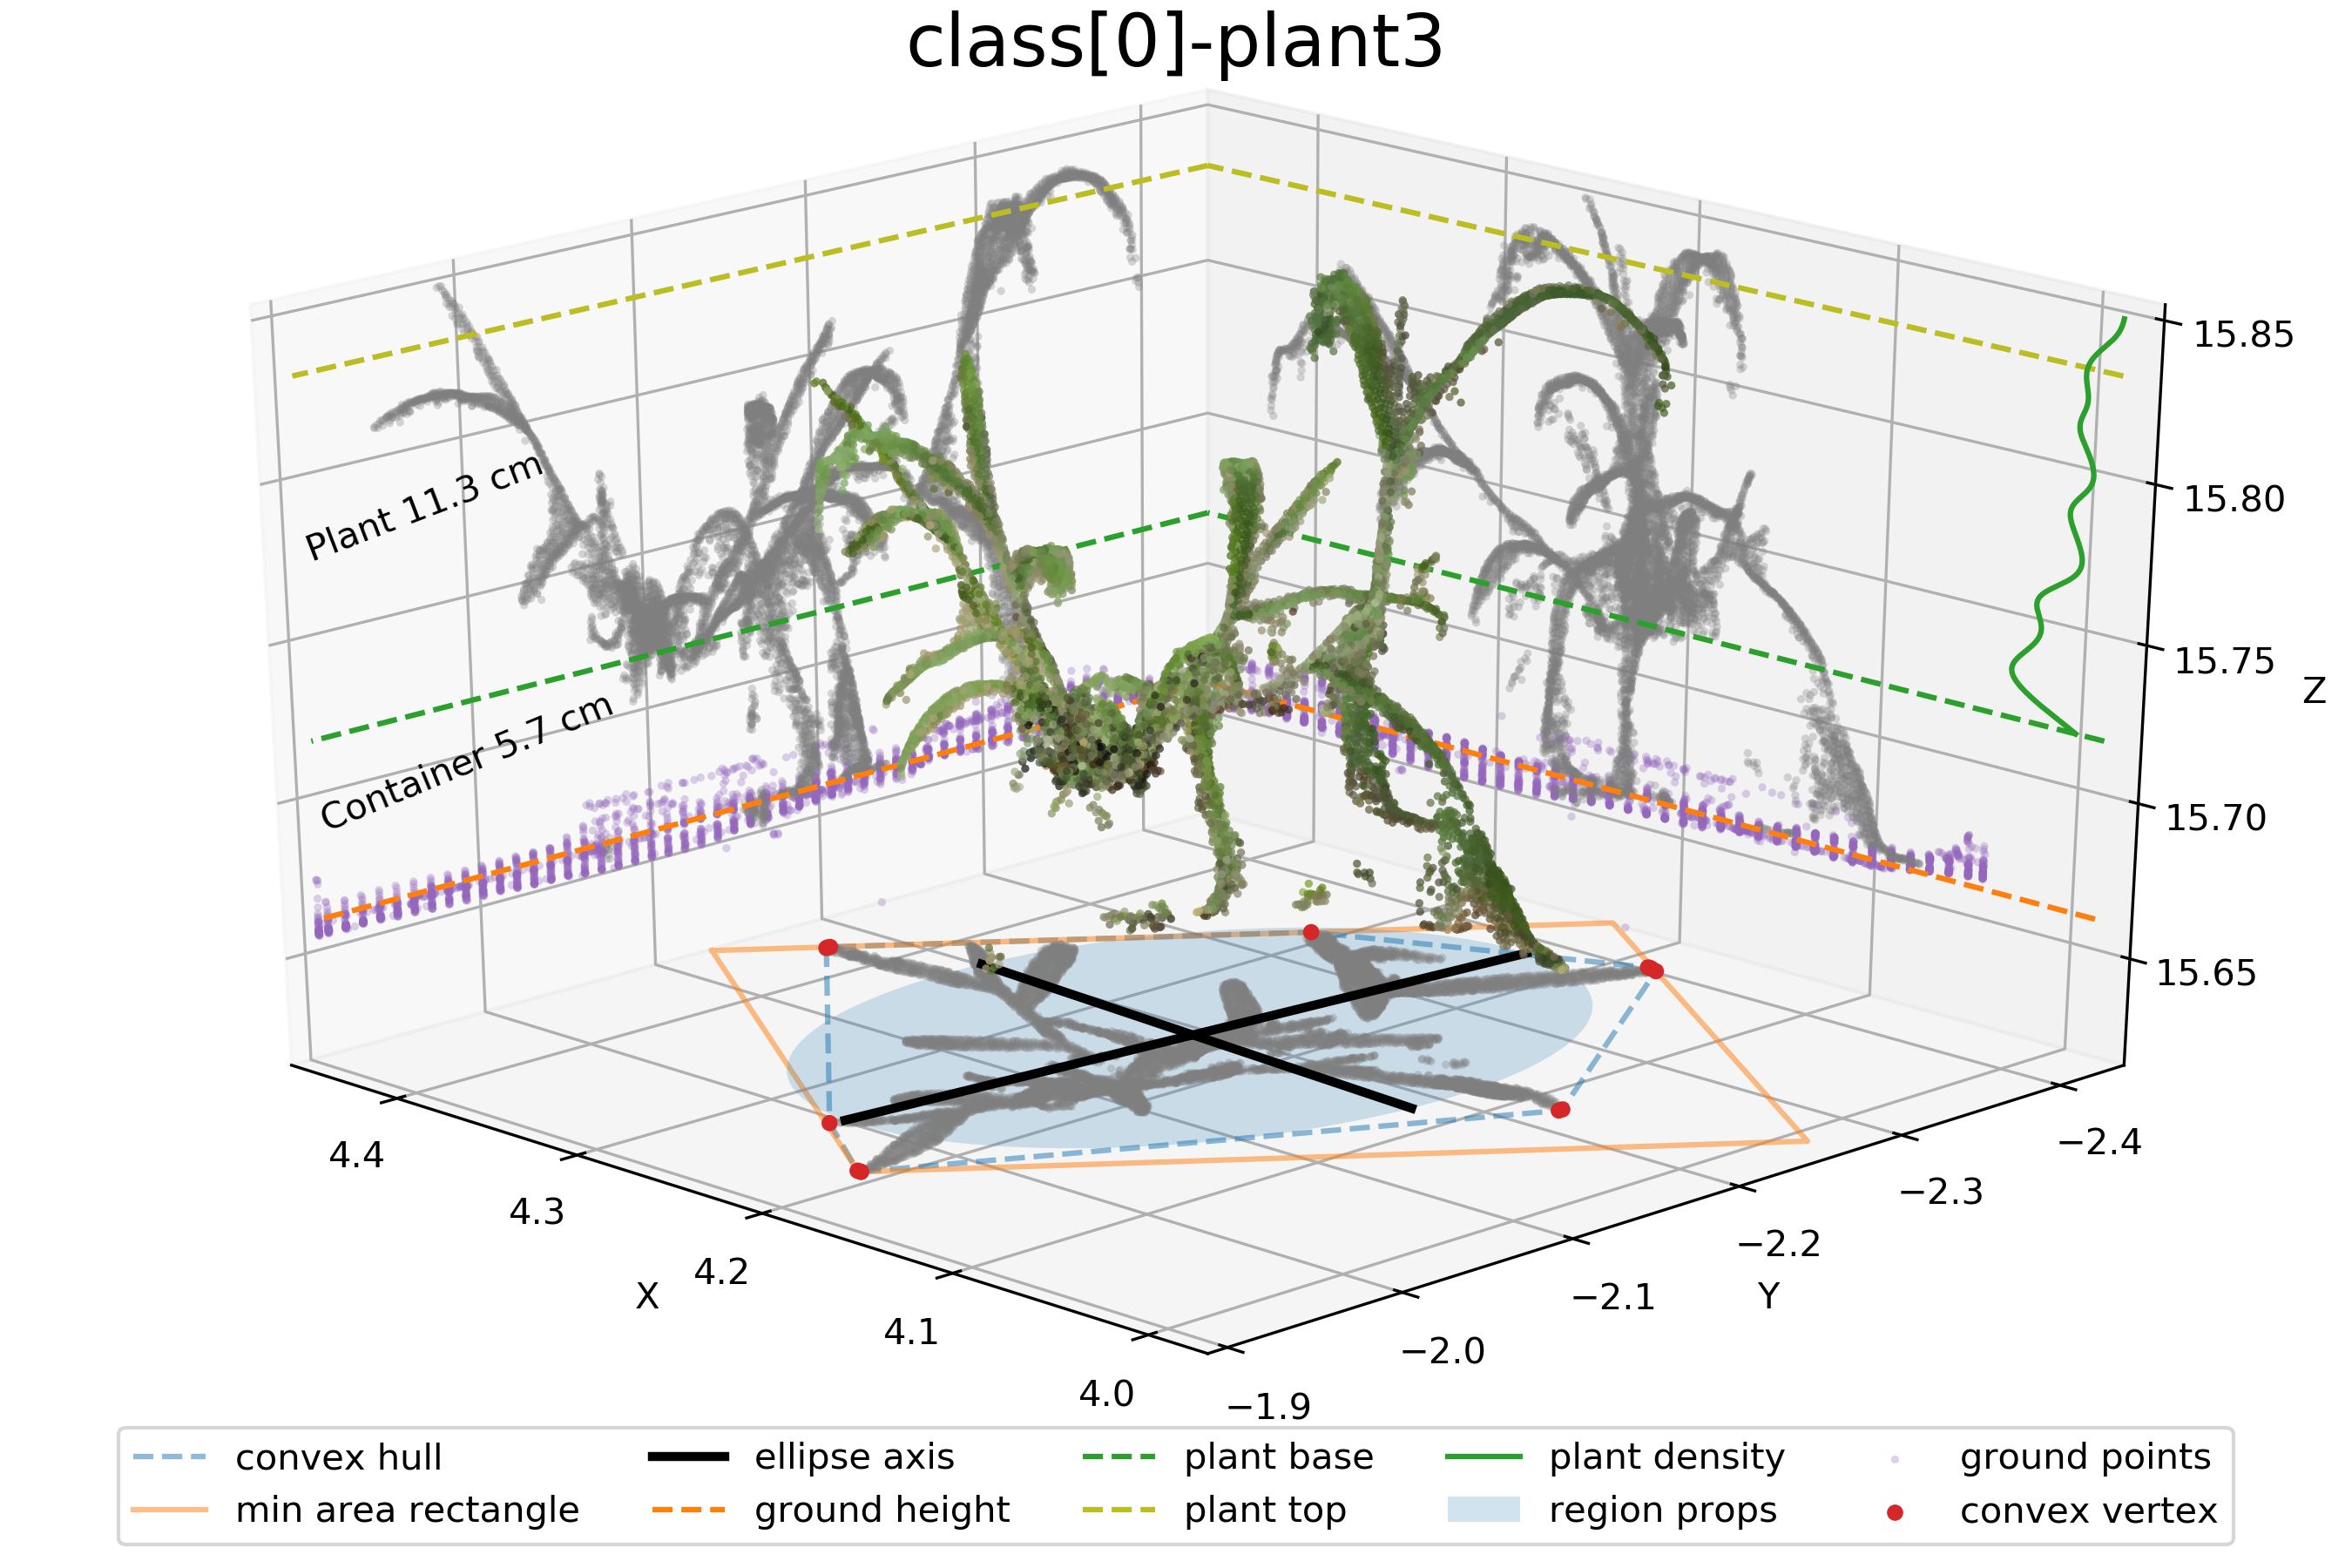 class[0]-plant3
Plant 11.3 cm
Container 5.7 cm
15.85
15.80
15.75
15.70
15.65
Z
4.4
4.3
4.2
4.1
4.0
X
−2.4
−2.3
−2.2
−2.1
−2.0
−1.9
Y
convex hull
min area rectangle
ellipse axis
ground height
plant base
plant top
plant density
region props
ground points
convex vertex